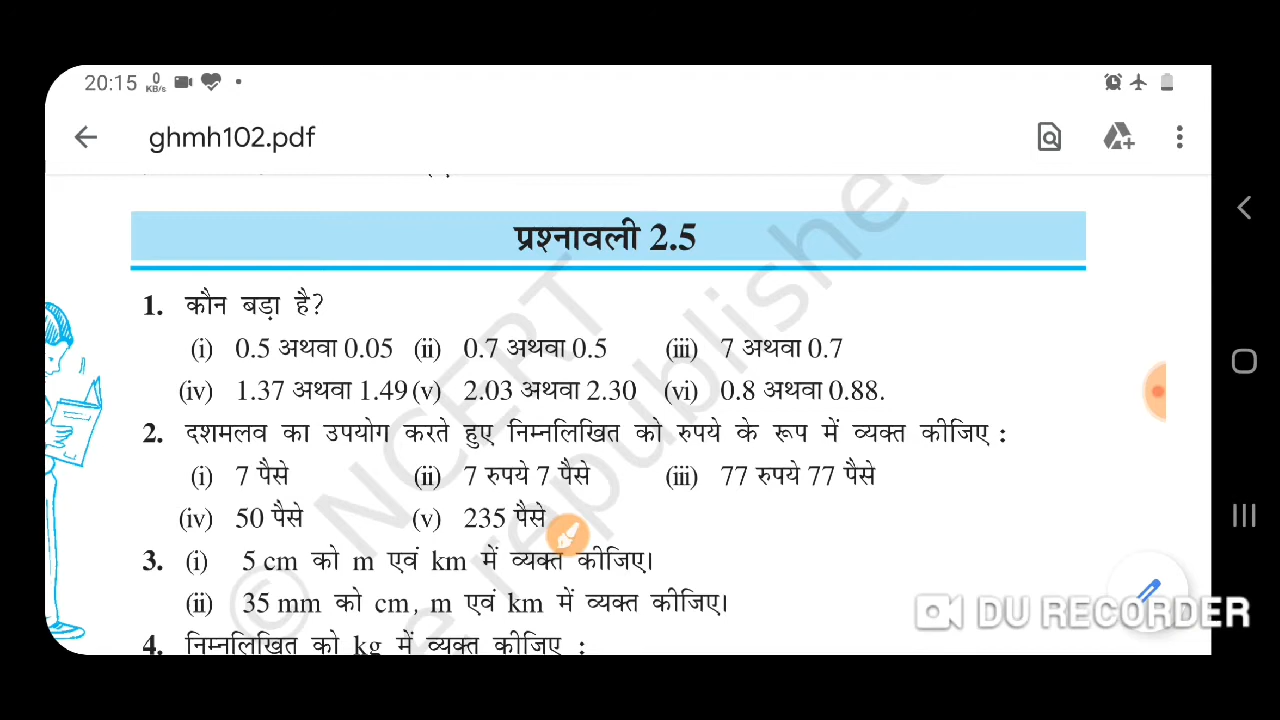 20:15 0 KB/s
ghmh102.pdf
प्रश्नावली 2.5
1. कौन बड़ा है?
(i) 0.5 अथवा 0.05 (ii) 0.7 अथवा 0.5 (iii) 7 अथवा 0.7
(iv) 1.37 अथवा 1.49 (v) 2.03 अथवा 2.30 (vi) 0.8 अथवा 0.88.
2. दशमलव का उपयोग करते हुए निम्नलिखित को रुपये के रूप में व्यक्त कीजिए :
(i) 7 पैसे (ii) 7 रुपये 7 पैसे (iii) 77 रुपये 77 पैसे
(iv) 50 पैसे (v) 235 पैसे
3. (i) 5 cm को m एवं km में व्यक्त कीजिए।
(ii) 35 mm को cm, m एवं km में व्यक्त कीजिए।
4. निम्नलिखित को kg में व्यक्त कीजिए :
© NCERT
republished
DU RECORDER